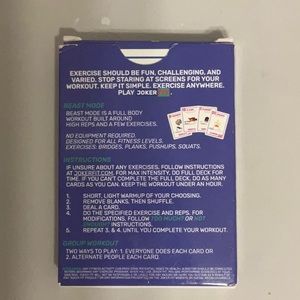 EXERCISE SHOULD BE FUN, CHALLENGING, AND
VARIED. STOP STARING AT SCREENS FOR YOUR
WORKOUT. KEEP IT SIMPLE. EXERCISE ANYWHERE.
PLAY JOKER
BEAST MODE
BEAST MODE IS A FULL BODY
WORKOUT BUILT AROUND
HIGH REPS AND A FEW EXERCISES.
NO EQUIPMENT REQUIRED.
DESIGNED FOR ALL FITNESS LEVELS.
EXERCISES: BRIDGES, PLANKS, PUSHUPS, SQUATS.
INSTRUCTIONS
IF UNSURE ABOUT ANY EXERCISES, FOLLOW INSTRUCTIONS
AT JOKERFIT.COM. FOR MAX INTENSITY, DO FULL DECK FOR
TIME. IF YOU CAN'T COMPLETE THE FULL DECK, DO AS MANY
CARDS AS YOU CAN. KEEP THE WORKOUT UNDER AN HOUR.
1. SHORT, LIGHT WARMUP OF YOUR CHOOSING.
2. REMOVE BLANKS, THEN SHUFFLE.
3. DEAL A CARD.
4. DO THE SPECIFIED EXERCISE AND REPS. FOR
MODIFICATIONS, FOLLOW TOO MUCH? OR NOT
ENOUGH? INSTRUCTIONS.
5. REPEAT 3. & 4. UNTIL YOU COMPLETE YOUR WORKOUT.
GROUP WORKOUT
TWO WAYS TO PLAY: 1. EVERYONE DOES EACH CARD OR
2. ALTERNATE PEOPLE EACH CARD.